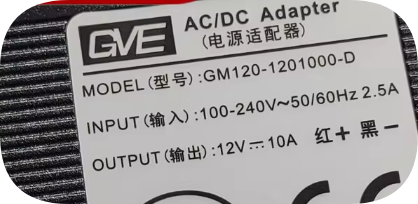 GVE
AC/DC Adapter
(电源适配器)
MODEL(型号):GM120-1201000-D
INPUT(输入):100-240V～50/60Hz 2.5A
OUTPUT(输出):12V⎓10A 红+ 黑−